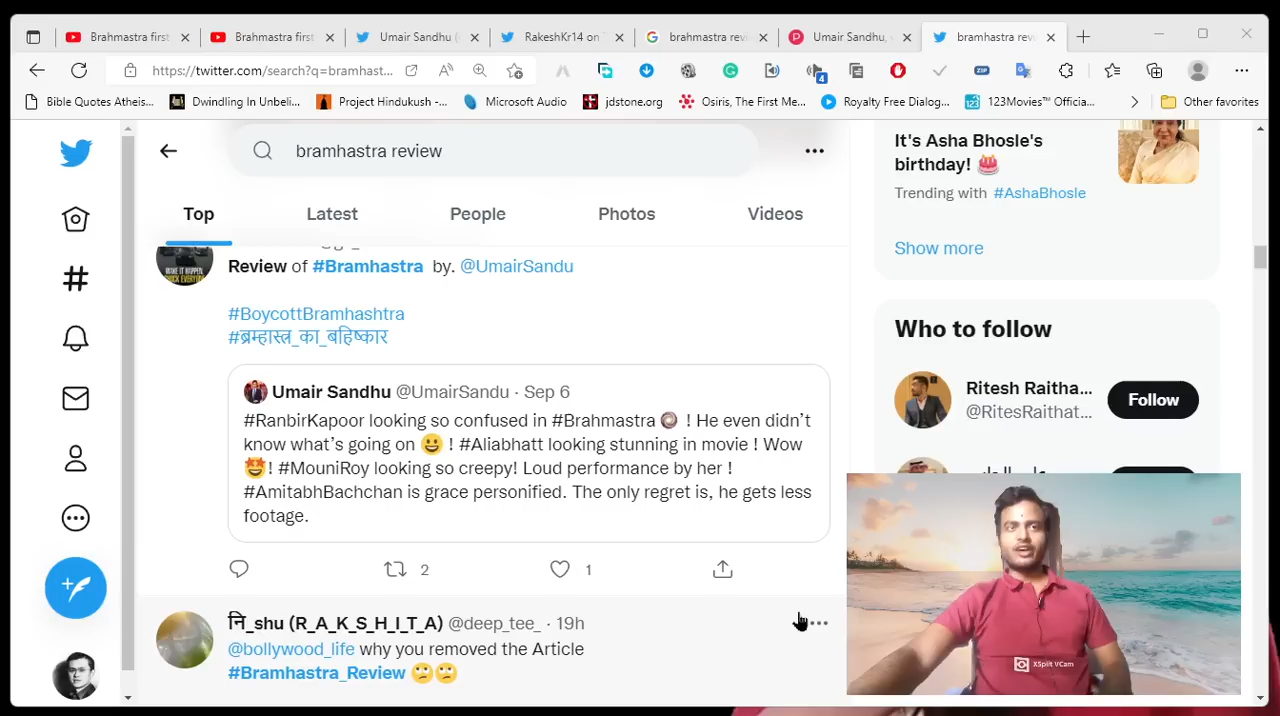 Brahmastra first
Brahmastra first
Umair Sandhu (
RakeshKr14 on T
brahmastra revi
Umair Sandhu, v
bramhastra revi
https://twitter.com/search?q=bramhast...
4
ZIP
Bible Quotes Atheis...
Dwindling In Unbeli...
Project Hindukush -...
Microsoft Audio
jdstone.org
Osiris, The First Me...
Royalty Free Dialog...
123Movies™ Officia...
Other favorites
bramhastra review
Top
Latest
People
Photos
Videos
Review of #Bramhastra by. @UmairSandu
#BoycottBramhashtra
#ब्रम्हास्त्र_का_बहिष्कार
Umair Sandhu @UmairSandu · Sep 6
#RanbirKapoor looking so confused in #Brahmastra ! He even didn't
know what's going on 😀 ! #Aliabhatt looking stunning in movie ! Wow
🤩! #MouniRoy looking so creepy! Loud performance by her !
#AmitabhBachchan is grace personified. The only regret is, he gets less
footage.
2
1
नि_shu (R_A_K_S_H_I_T_A) @deep_tee_ · 19h
@bollywood_life why you removed the Article
#Bramhastra_Review 🙄🙄
It's Asha Bhosle's
birthday! 🎂
Trending with #AshaBhosle
Show more
Who to follow
Ritesh Raitha...
@RitesRaithat...
Follow
XSplit VCam